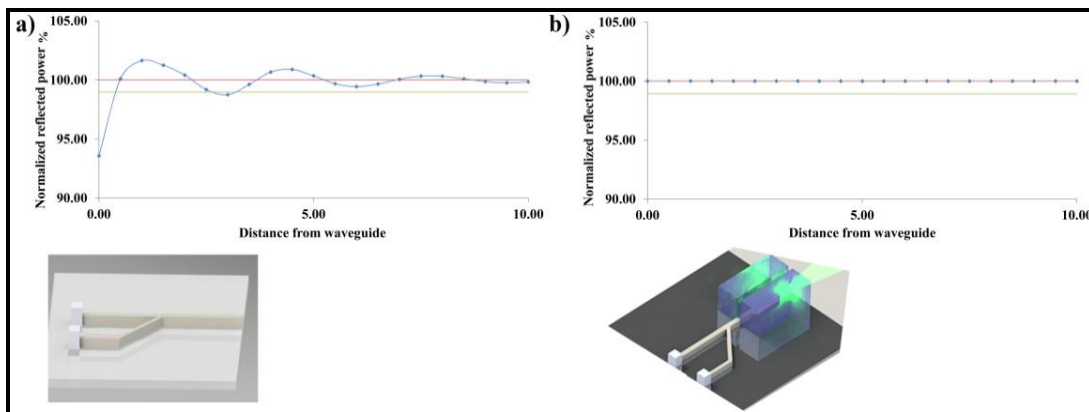 a)
Normalized reflected power %
105.00
100.00
95.00
90.00
0.00 5.00 10.00
Distance from waveguide
b)
Normalized reflected power %
105.00
100.00
95.00
90.00
0.00 5.00 10.00
Distance from waveguide